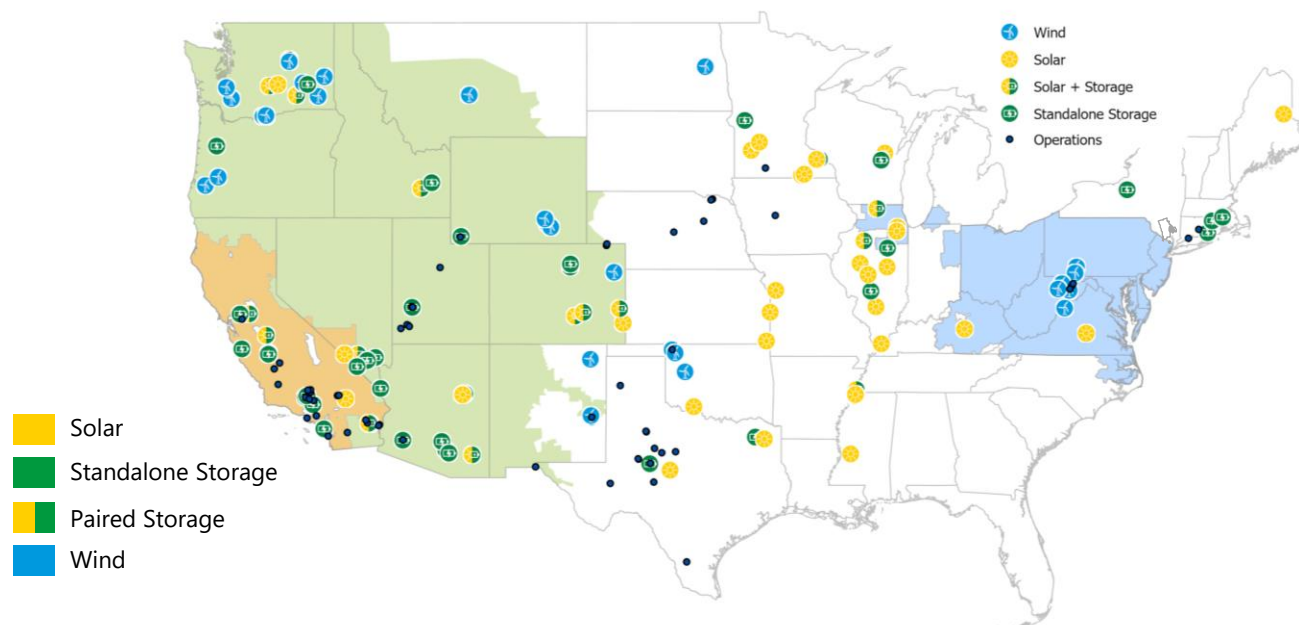 Wind
Solar
Solar + Storage
Standalone Storage
Operations
Solar
Standalone Storage
Paired Storage
Wind